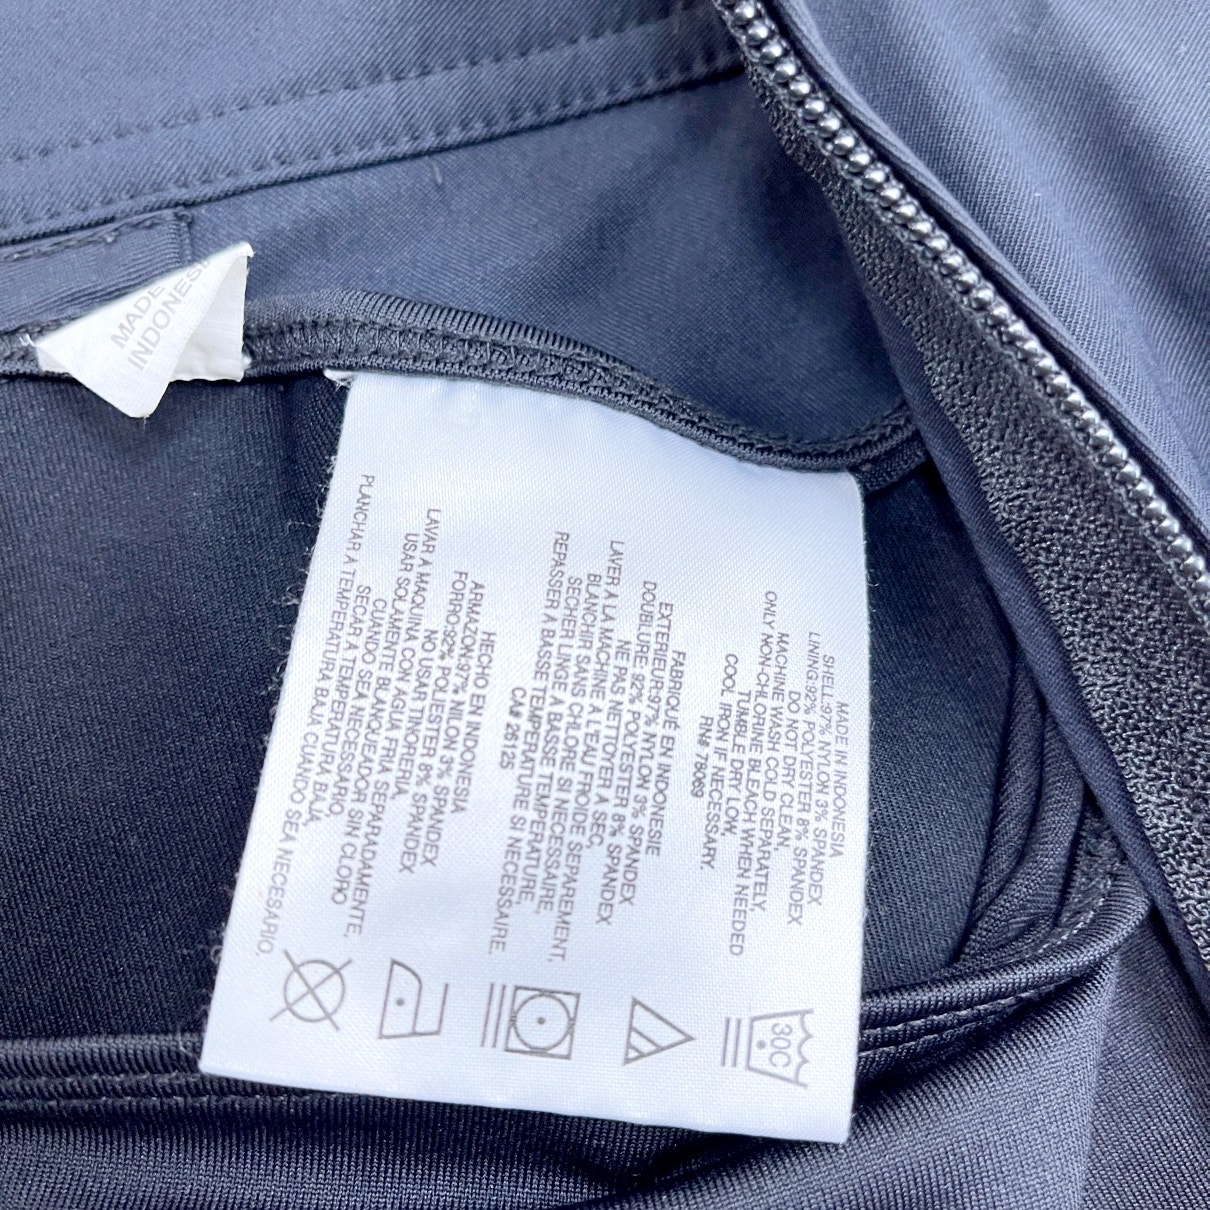 MADE
INDONESI
MADE IN INDONESIA
SHELL:97% NYLON 3% SPANDEX
LINING:92% POLYESTER 8% SPANDEX
DO NOT DRY CLEAN,
MACHINE WASH COLD SEPARATELY,
ONLY NON-CHLORINE BLEACH WHEN NEEDED
TUMBLE DRY LOW,
COOL IRON IF NECESSARY.
RN# 79069
FABRIQUÉ EN INDONESIE
EXTERIEUR:97% NYLON 3% SPANDEX
DOUBLURE: 92% POLYESTER 8% SPANDEX
NE PAS NETTOYER A SEC,
LAVER À LA MACHINE A L'EAU FROIDE SEPAREMENT,
BLANCHIR SANS CHLORE SI NECESSAIRE,
SECHER LINGE A BASSE TEMPERATURE,
REPASSER A BASSE TEMPERATURE SI NECESSAIRE.
CA# 26125
HECHO EN INDONESIA
ARMAZON:97% NILON 3% SPANDEX
FORRO:92% POLIESTER 8% SPANDEX
NO USAR TINTORERIA,
LAVAR A MAQUINA CON AGUA FRIA SEPARADAMENTE,
USAR SOLAMENTE BLANQUEADOR SIN CLORO
CUANDO SEA NECESSARIO,
SECAR A TEMPERATURA BAJA,
PLANCHAR A TEMPERATURA BAJA CUANDO SEA NECESARIO,
30C